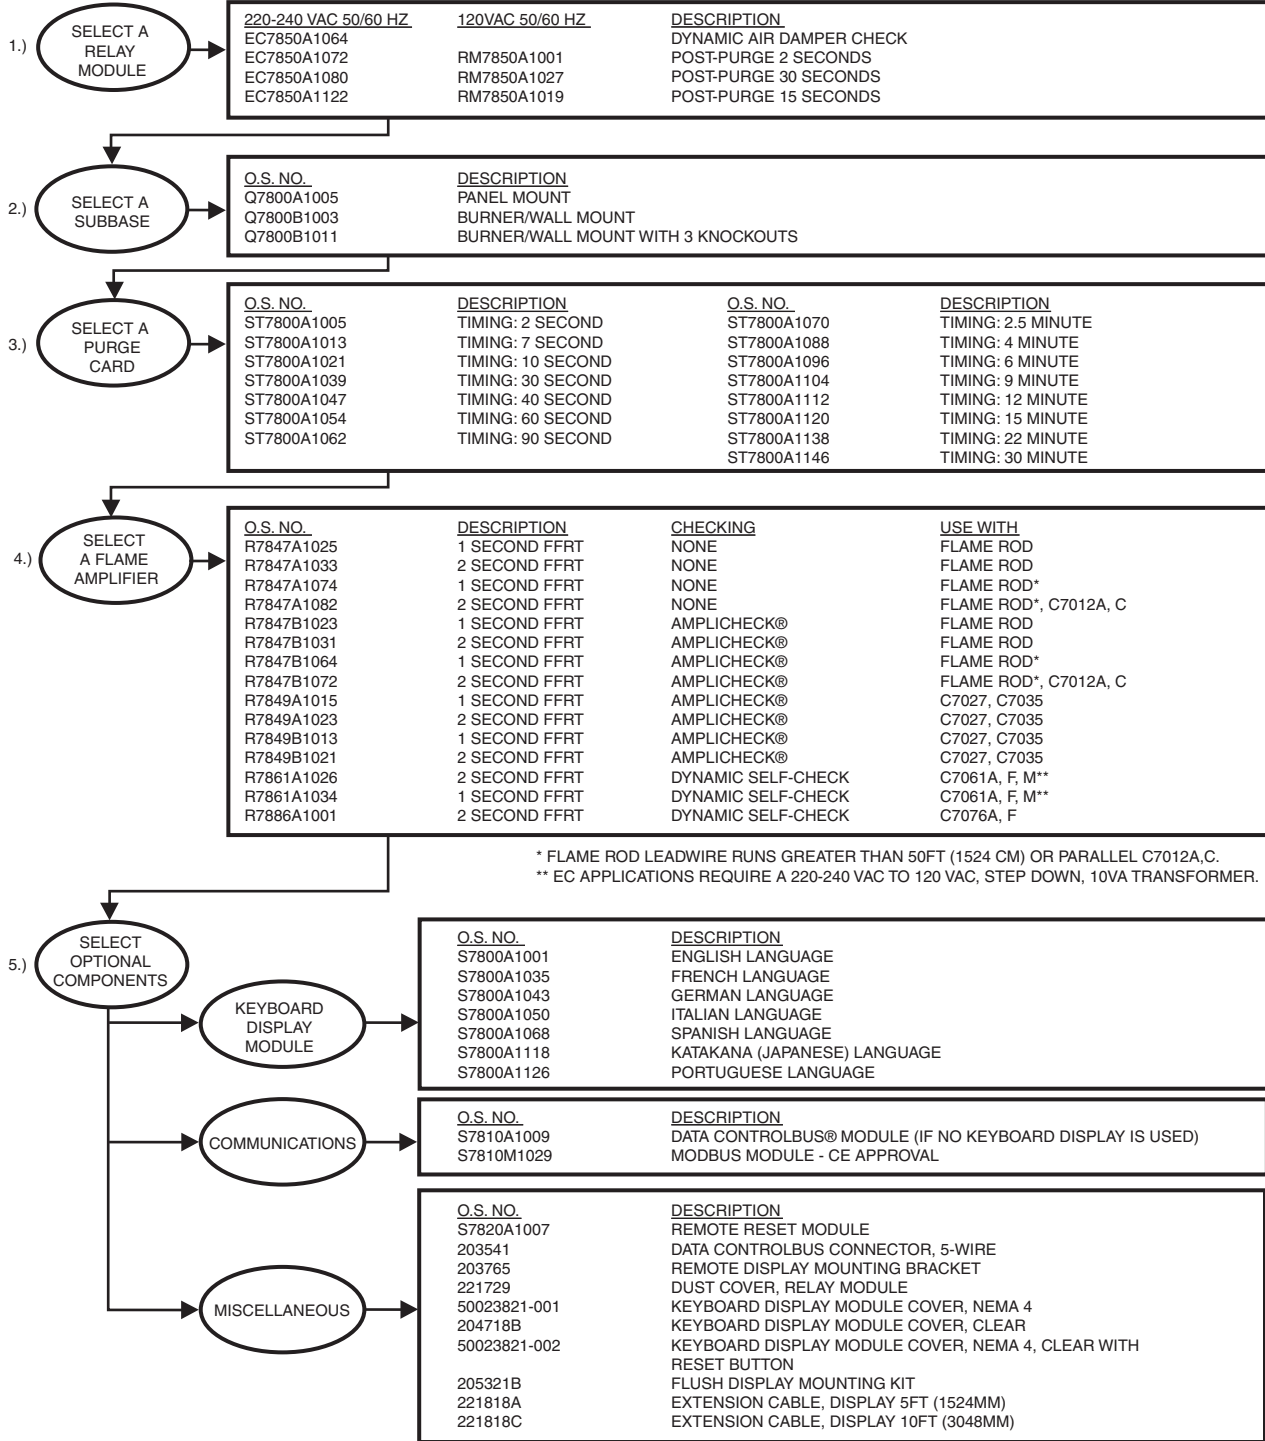 1.) SELECT A
RELAY
MODULE
220-240 VAC 50/60 HZ 120VAC 50/60 HZ DESCRIPTION
EC7850A1064 DYNAMIC AIR DAMPER CHECK
EC7850A1072 RM7850A1001 POST-PURGE 2 SECONDS
EC7850A1080 RM7850A1027 POST-PURGE 30 SECONDS
EC7850A1122 RM7850A1019 POST-PURGE 15 SECONDS
2.) SELECT A
SUBBASE
O.S. NO. DESCRIPTION
Q7800A1005 PANEL MOUNT
Q7800B1003 BURNER/WALL MOUNT
Q7800B1011 BURNER/WALL MOUNT WITH 3 KNOCKOUTS
3.) SELECT A
PURGE
CARD
O.S. NO. DESCRIPTION O.S. NO. DESCRIPTION
ST7800A1005 TIMING: 2 SECOND ST7800A1070 TIMING: 2.5 MINUTE
ST7800A1013 TIMING: 7 SECOND ST7800A1088 TIMING: 4 MINUTE
ST7800A1021 TIMING: 10 SECOND ST7800A1096 TIMING: 6 MINUTE
ST7800A1039 TIMING: 30 SECOND ST7800A1104 TIMING: 9 MINUTE
ST7800A1047 TIMING: 40 SECOND ST7800A1112 TIMING: 12 MINUTE
ST7800A1054 TIMING: 60 SECOND ST7800A1120 TIMING: 15 MINUTE
ST7800A1062 TIMING: 90 SECOND ST7800A1138 TIMING: 22 MINUTE
ST7800A1146 TIMING: 30 MINUTE
4.) SELECT
A FLAME
AMPLIFIER
O.S. NO. DESCRIPTION CHECKING USE WITH
R7847A1025 1 SECOND FFRT NONE FLAME ROD
R7847A1033 2 SECOND FFRT NONE FLAME ROD
R7847A1074 1 SECOND FFRT NONE FLAME ROD*
R7847A1082 2 SECOND FFRT NONE FLAME ROD*, C7012A, C
R7847B1023 1 SECOND FFRT AMPLICHECK® FLAME ROD
R7847B1031 2 SECOND FFRT AMPLICHECK® FLAME ROD
R7847B1064 1 SECOND FFRT AMPLICHECK® FLAME ROD*
R7847B1072 2 SECOND FFRT AMPLICHECK® FLAME ROD*, C7012A, C
R7849A1015 1 SECOND FFRT AMPLICHECK® C7027, C7035
R7849A1023 2 SECOND FFRT AMPLICHECK® C7027, C7035
R7849B1013 1 SECOND FFRT AMPLICHECK® C7027, C7035
R7849B1021 2 SECOND FFRT AMPLICHECK® C7027, C7035
R7861A1026 2 SECOND FFRT DYNAMIC SELF-CHECK C7061A, F, M**
R7861A1034 1 SECOND FFRT DYNAMIC SELF-CHECK C7061A, F, M**
R7886A1001 2 SECOND FFRT DYNAMIC SELF-CHECK C7076A, F
* FLAME ROD LEADWIRE RUNS GREATER THAN 50FT (1524 CM) OR PARALLEL C7012A,C.
** EC APPLICATIONS REQUIRE A 220-240 VAC TO 120 VAC, STEP DOWN, 10VA TRANSFORMER.
5.) SELECT
OPTIONAL
COMPONENTS
KEYBOARD
DISPLAY
MODULE
O.S. NO. DESCRIPTION
S7800A1001 ENGLISH LANGUAGE
S7800A1035 FRENCH LANGUAGE
S7800A1043 GERMAN LANGUAGE
S7800A1050 ITALIAN LANGUAGE
S7800A1068 SPANISH LANGUAGE
S7800A1118 KATAKANA (JAPANESE) LANGUAGE
S7800A1126 PORTUGUESE LANGUAGE
COMMUNICATIONS
O.S. NO. DESCRIPTION
S7810A1009 DATA CONTROLBUS® MODULE (IF NO KEYBOARD DISPLAY IS USED)
S7810M1029 MODBUS MODULE - CE APPROVAL
MISCELLANEOUS
O.S. NO. DESCRIPTION
S7820A1007 REMOTE RESET MODULE
203541 DATA CONTROLBUS CONNECTOR, 5-WIRE
203765 REMOTE DISPLAY MOUNTING BRACKET
221729 DUST COVER, RELAY MODULE
50023821-001 KEYBOARD DISPLAY MODULE COVER, NEMA 4
204718B KEYBOARD DISPLAY MODULE COVER, CLEAR
50023821-002 KEYBOARD DISPLAY MODULE COVER, NEMA 4, CLEAR WITH
RESET BUTTON
205321B FLUSH DISPLAY MOUNTING KIT
221818A EXTENSION CABLE, DISPLAY 5FT (1524MM)
221818C EXTENSION CABLE, DISPLAY 10FT (3048MM)